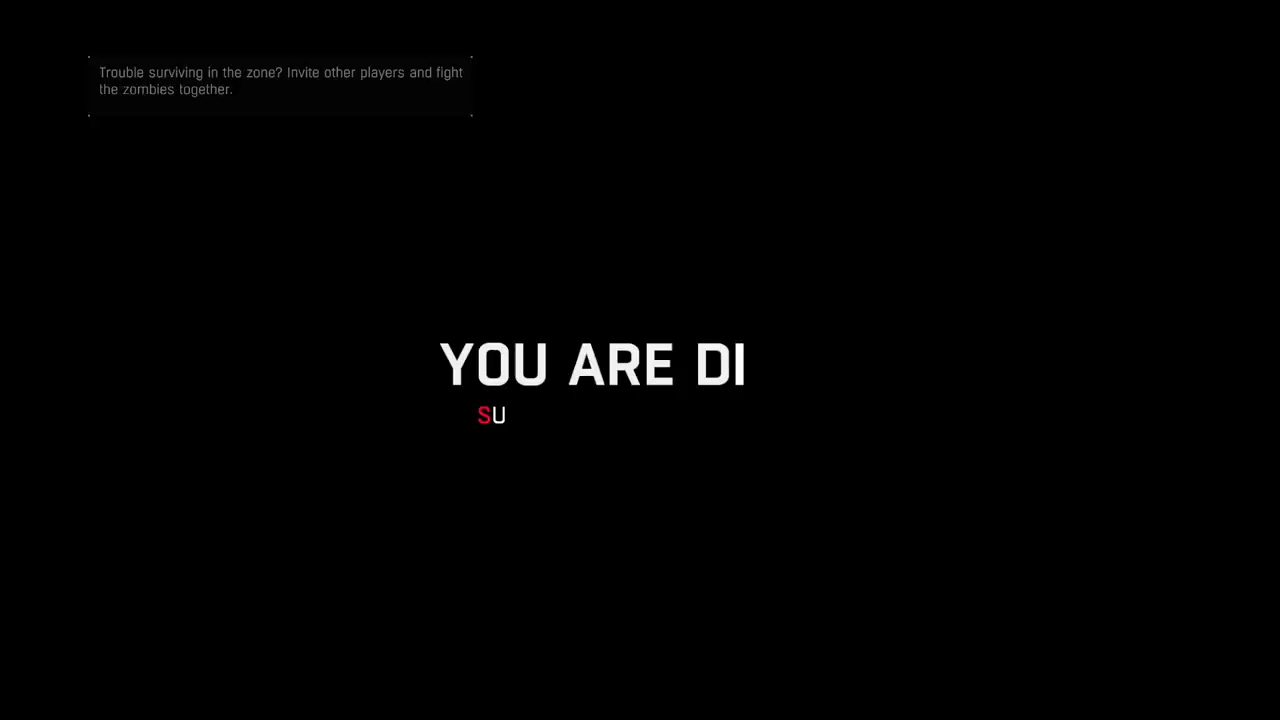 Trouble surviving in the zone? Invite other players and fight
the zombies together.
YOU ARE DI
SU